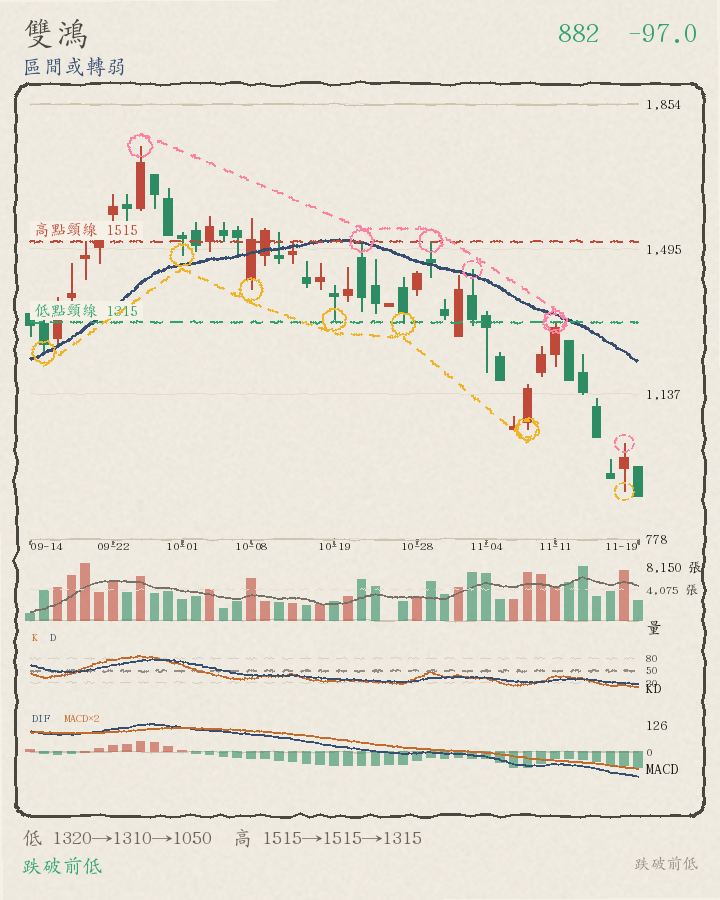 雙鴻
882 -97.0
區間或轉弱
1,854
高點頸線 1515
1,495
低點頸線 1315
1,137
778
09-14 09-22 10-01 10-08 10-19 10-28 11-04 11-11 11-19
8,150 張
4,075 張
量
K D
80
50
20
KD
DIF MACD×2
126
0
MACD
低 1320→1310→1050 高 1515→1515→1315
跌破前低
跌破前低